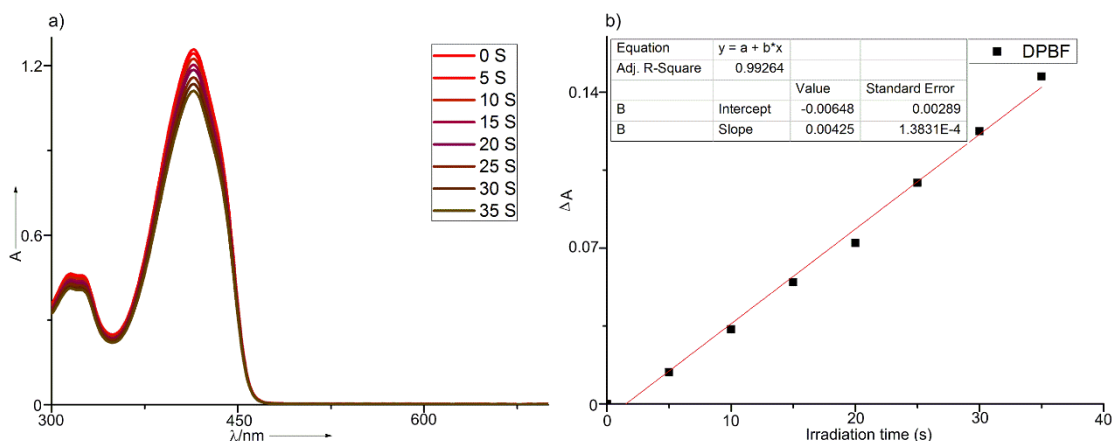 a)
1.2
0.6
0
A
300
450
600
λ/nm
0 S
5 S
10 S
15 S
20 S
25 S
30 S
35 S
b)
Equation y = a + b*x
Adj. R-Square 0.99264
Value Standard Error
B Intercept -0.00648 0.00289
B Slope 0.00425 1.3831E-4
DPBF
0.14
0.07
0.00
ΔA
0
10
20
30
40
Irradiation time (s)